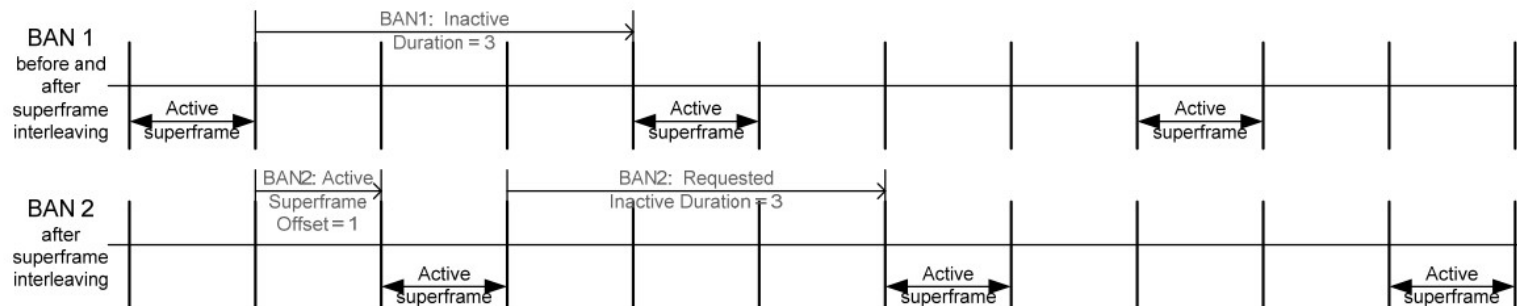 BAN1: Inactive
Duration = 3
BAN 1
before and
after
superframe
interleaving
Active
superframe
Active
superframe
Active
superframe
BAN2: Active
Superframe
Offset = 1
BAN2: Requested
Inactive Duration = 3
BAN 2
after
superframe
interleaving
Active
superframe
Active
superframe
Active
superframe